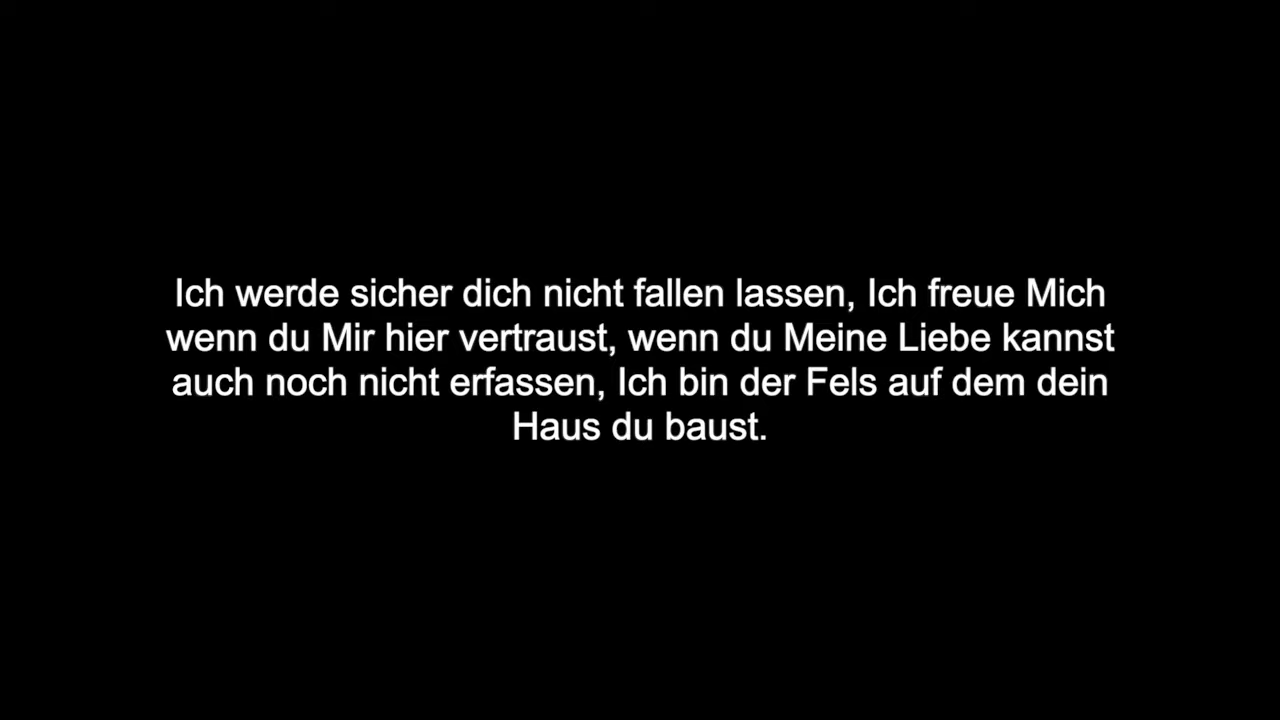 Ich werde sicher dich nicht fallen lassen, Ich freue Mich
wenn du Mir hier vertraust, wenn du Meine Liebe kannst
auch noch nicht erfassen, Ich bin der Fels auf dem dein
Haus du baust.